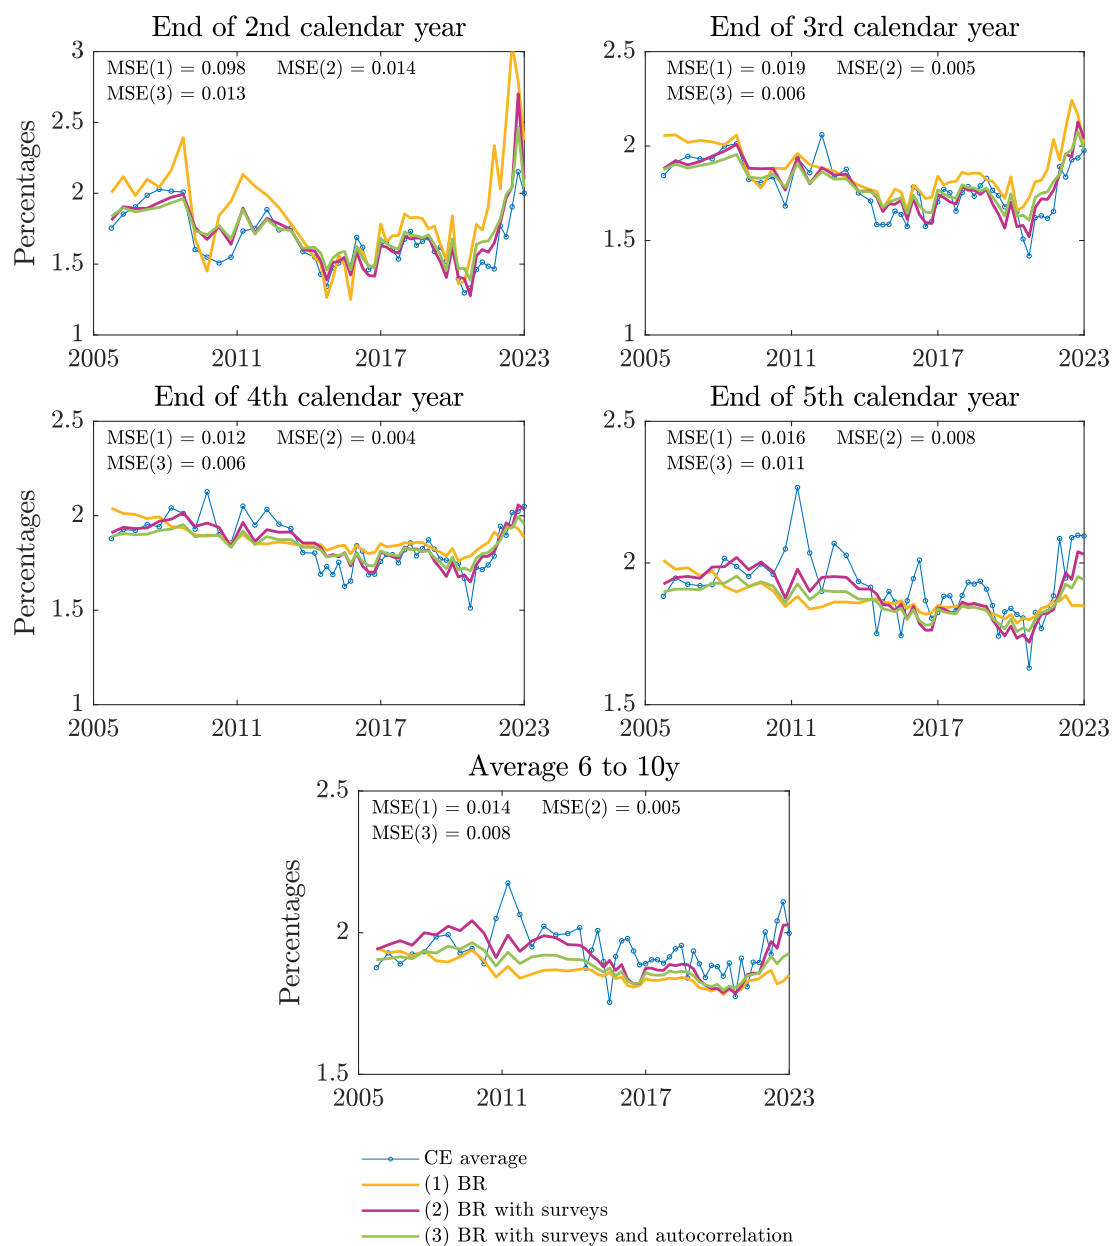 End of 2nd calendar year
MSE(1) = 0.098 MSE(2) = 0.014
MSE(3) = 0.013
Percentages
3
2.5
2
1.5
1
2005 2011 2017 2023
End of 3rd calendar year
MSE(1) = 0.019 MSE(2) = 0.005
MSE(3) = 0.006
2.5
2
1.5
1
2005 2011 2017 2023
End of 4th calendar year
MSE(1) = 0.012 MSE(2) = 0.004
MSE(3) = 0.006
Percentages
2.5
2
1.5
1
2005 2011 2017 2023
End of 5th calendar year
MSE(1) = 0.016 MSE(2) = 0.008
MSE(3) = 0.011
2.5
2
1.5
2005 2011 2017 2023
Average 6 to 10y
MSE(1) = 0.014 MSE(2) = 0.005
MSE(3) = 0.008
Percentages
2.5
2
1.5
2005 2011 2017 2023
CE average
(1) BR
(2) BR with surveys
(3) BR with surveys and autocorrelation